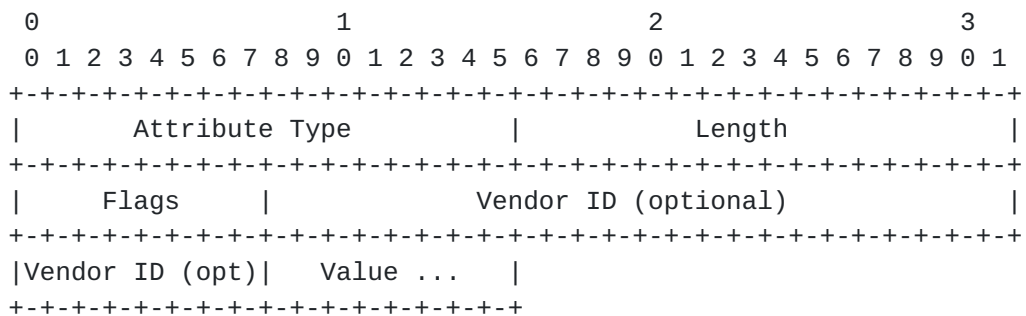 0                   1                   2                   3
 0 1 2 3 4 5 6 7 8 9 0 1 2 3 4 5 6 7 8 9 0 1 2 3 4 5 6 7 8 9 0 1
+-+-+-+-+-+-+-+-+-+-+-+-+-+-+-+-+-+-+-+-+-+-+-+-+-+-+-+-+-+-+-+-+
|       Attribute Type          |           Length              |
+-+-+-+-+-+-+-+-+-+-+-+-+-+-+-+-+-+-+-+-+-+-+-+-+-+-+-+-+-+-+-+-+
|     Flags     |             Vendor ID (optional)              |
+-+-+-+-+-+-+-+-+-+-+-+-+-+-+-+-+-+-+-+-+-+-+-+-+-+-+-+-+-+-+-+-+
|Vendor ID (opt)|   Value ...   |
+-+-+-+-+-+-+-+-+-+-+-+-+-+-+-+-+